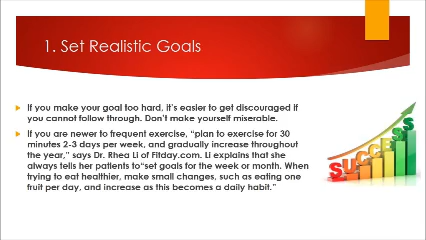 1. Set Realistic Goals
If you make your goal too hard, it's easier to get discouraged if
you cannot follow through. Don't make yourself miserable.
If you are newer to frequent exercise, "plan to exercise for 30
minutes 2-3 days per week, and gradually increase throughout
the year," says Dr. Rhea Li of Fitday.com. Li explains that she
always tells her patients to"set goals for the week or month. When
trying to eat healthier, make small changes, such as eating one
fruit per day, and increase as this becomes a daily habit."
SUCCESS